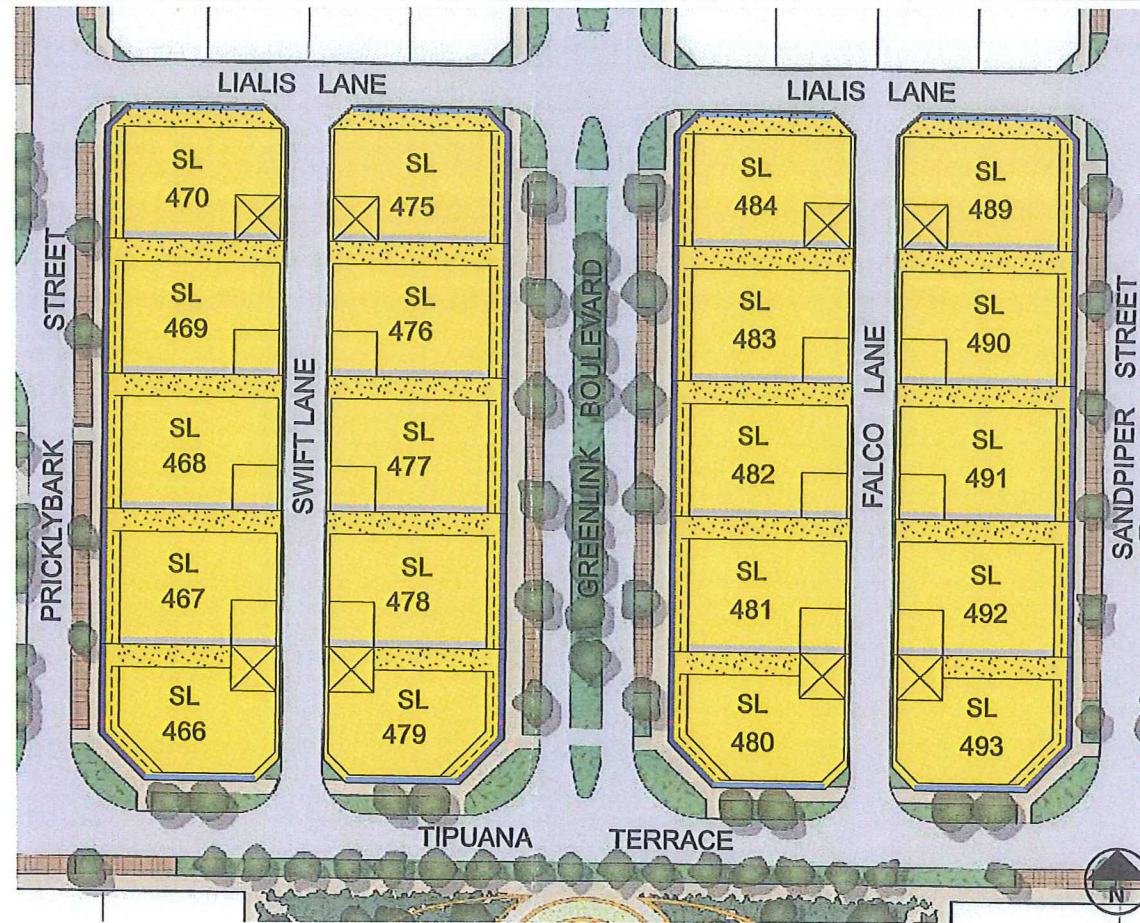 LIALIS LANE
LIALIS LANE
SL
470
SL
475
SL
484
SL
489
STREET
SL
469
SL
476
GREENLINK BOULEVARD
SL
483
SL
490
STREET
SWIFT LANE
FALCO LANE
PRICKLYBARK
SL
468
SL
477
SL
482
SL
491
SANDPIPER
SL
467
SL
478
SL
481
SL
492
SL
466
SL
479
SL
480
SL
493
TIPUANA TERRACE
N